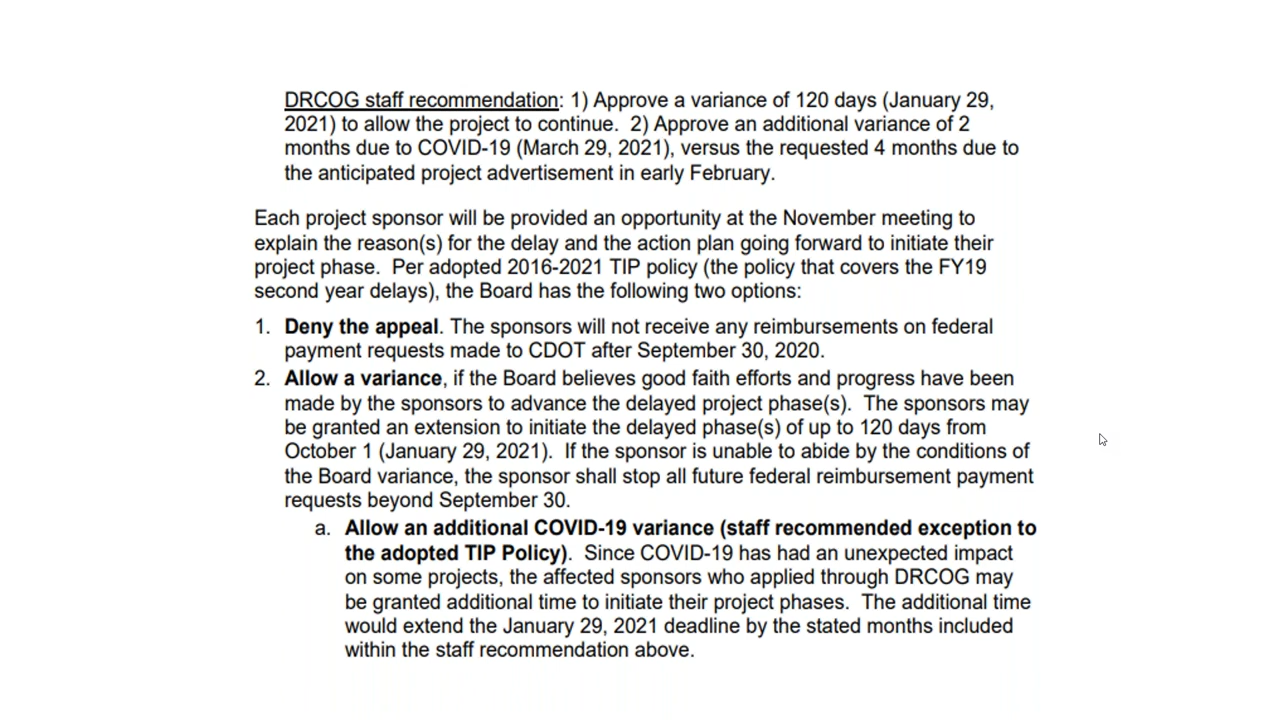 DRCOG staff recommendation: 1) Approve a variance of 120 days (January 29,
2021) to allow the project to continue.  2) Approve an additional variance of 2
months due to COVID-19 (March 29, 2021), versus the requested 4 months due to
the anticipated project advertisement in early February.
Each project sponsor will be provided an opportunity at the November meeting to
explain the reason(s) for the delay and the action plan going forward to initiate their
project phase.  Per adopted 2016-2021 TIP policy (the policy that covers the FY19
second year delays), the Board has the following two options:
1. Deny the appeal. The sponsors will not receive any reimbursements on federal
payment requests made to CDOT after September 30, 2020.
2. Allow a variance, if the Board believes good faith efforts and progress have been
made by the sponsors to advance the delayed project phase(s).  The sponsors may
be granted an extension to initiate the delayed phase(s) of up to 120 days from
October 1 (January 29, 2021).  If the sponsor is unable to abide by the conditions of
the Board variance, the sponsor shall stop all future federal reimbursement payment
requests beyond September 30.
a. Allow an additional COVID-19 variance (staff recommended exception to
the adopted TIP Policy).  Since COVID-19 has had an unexpected impact
on some projects, the affected sponsors who applied through DRCOG may
be granted additional time to initiate their project phases.  The additional time
would extend the January 29, 2021 deadline by the stated months included
within the staff recommendation above.